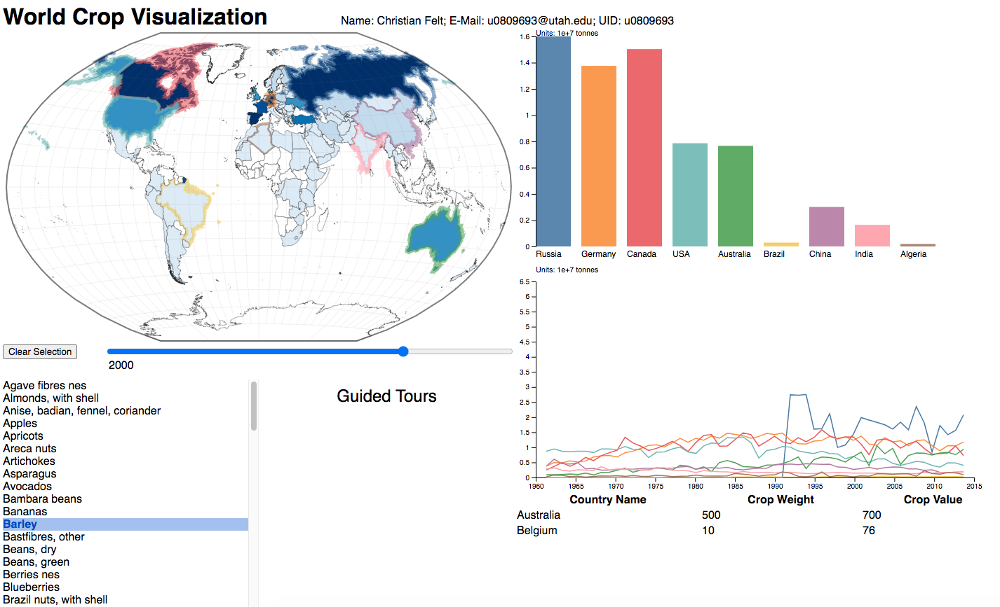 World Crop Visualization
Name: Christian Felt; E-Mail: u0809693@utah.edu; UID: u0809693
Units: 1e+7 tonnes
1.6
1.4
1.2
1
0.8
0.6
0.4
0.2
0
Russia Germany Canada USA Australia Brazil China India Algeria
Units: 1e+7 tonnes
6.5
6
5.5
5
4.5
4
3.5
3
2.5
2
1.5
1
0.5
0
1960 1965 1970 1975 1980 1985 1990 1995 2000 2005 2010 2015
Country Name Crop Weight Crop Value
Australia 500 700
Belgium 10 76
Clear Selection
2000
Guided Tours
Agave fibres nes
Almonds, with shell
Anise, badian, fennel, coriander
Apples
Apricots
Areca nuts
Artichokes
Asparagus
Avocados
Bambara beans
Bananas
Barley
Bastfibres, other
Beans, dry
Beans, green
Berries nes
Blueberries
Brazil nuts, with shell